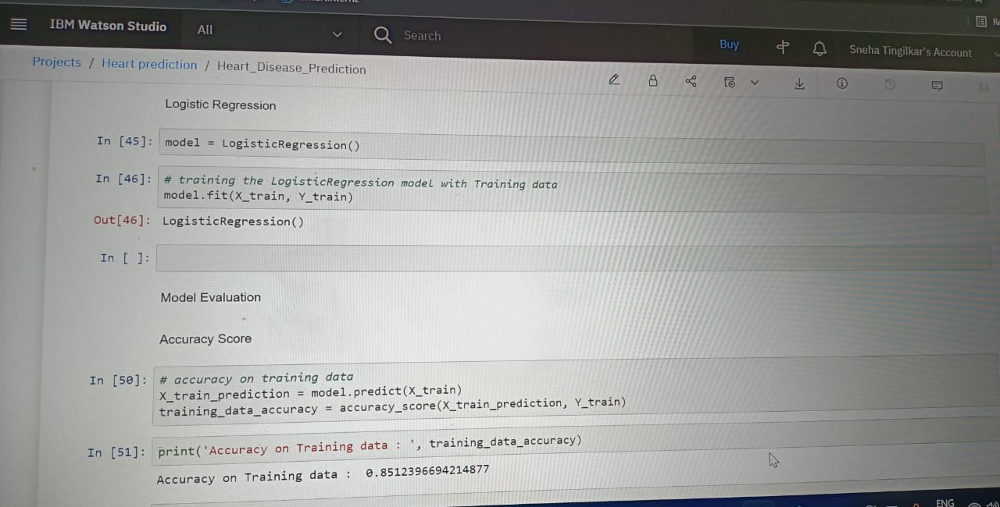 IBM Watson Studio
All
Search
Buy
Sneha Tingilkar's Account
Projects / Heart prediction / Heart_Disease_Prediction
Logistic Regression
In [45]: model = LogisticRegression()
In [46]: # training the LogisticRegression model with Training data
model.fit(X_train, Y_train)
Out[46]: LogisticRegression()
In [ ]:
Model Evaluation
Accuracy Score
In [50]: # accuracy on training data
X_train_prediction = model.predict(X_train)
training_data_accuracy = accuracy_score(X_train_prediction, Y_train)
In [51]: print('Accuracy on Training data : ', training_data_accuracy)
Accuracy on Training data :  0.8512396694214877
ENG